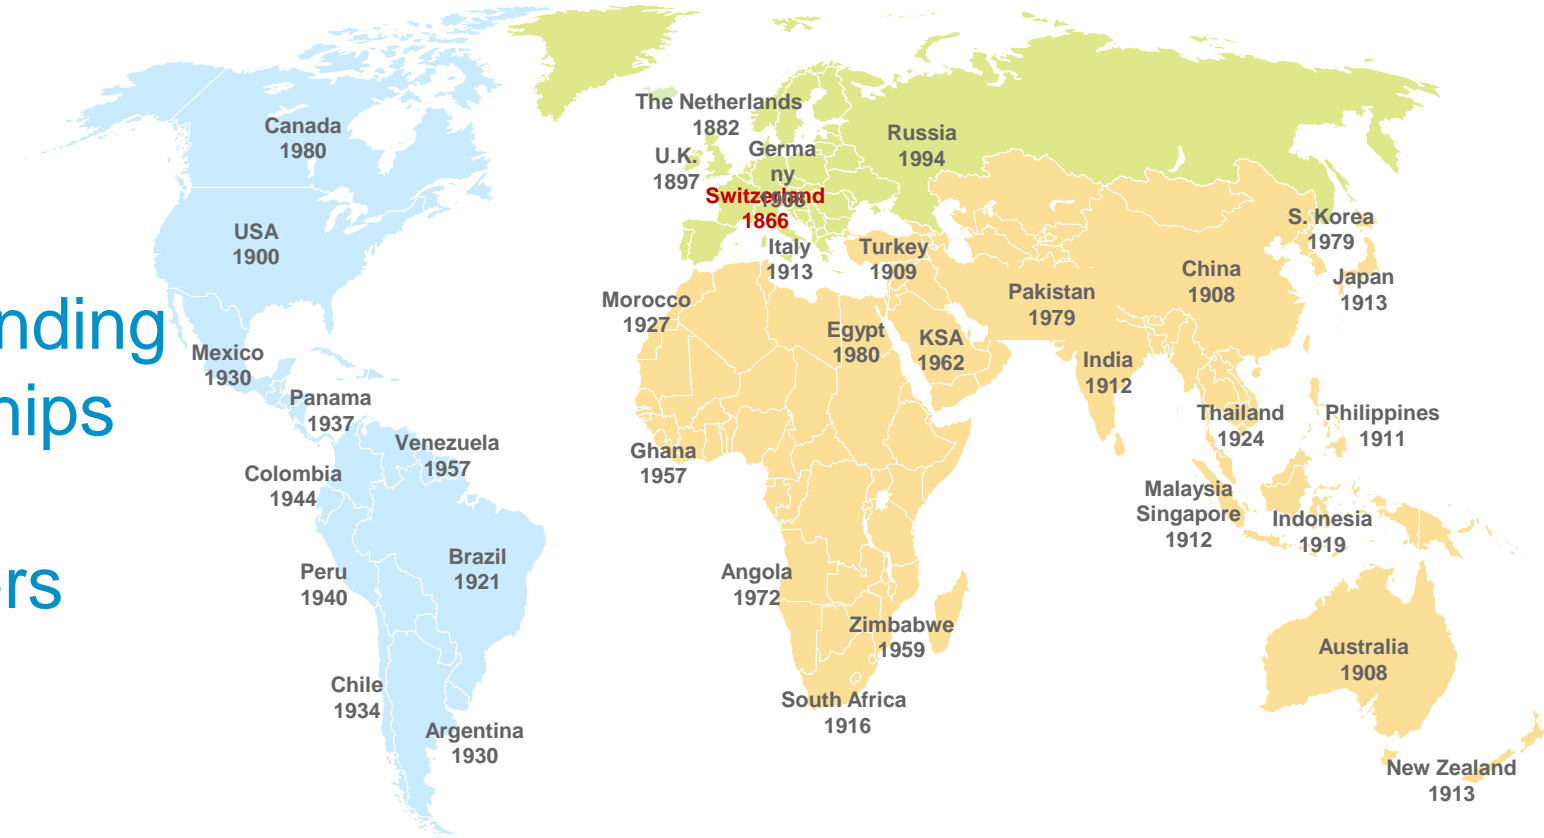 Canada
1980
USA
1900
nding
hips
ers
Mexico
1930
Panama
1937
Venezuela
1957
Colombia
1944
Brazil
1921
Peru
1940
Chile
1934
Argentina
1930
The Netherlands
1882
U.K.
1897
Germa
ny
Switzerland
1866
Italy
1913
Russia
1994
Turkey
1909
Morocco
1927
Egypt
1980
KSA
1962
Pakistan
1979
Ghana
1957
Angola
1972
Zimbabwe
1959
South Africa
1916
S. Korea
1979
China
1908
Japan
1913
India
1912
Thailand
1924
Philippines
1911
Malaysia
Singapore
1912
Indonesia
1919
Australia
1908
New Zealand
1913